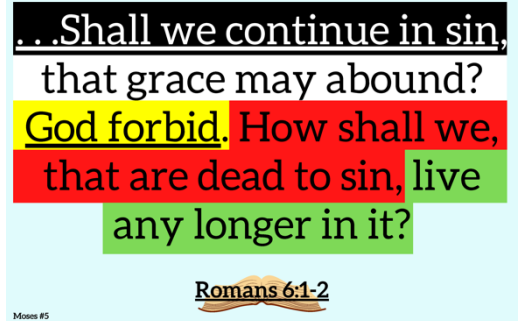 . . .Shall we continue in sin,
that grace may abound?
God forbid. How shall we,
that are dead to sin, live
any longer in it?
Romans 6:1-2
Moses #5